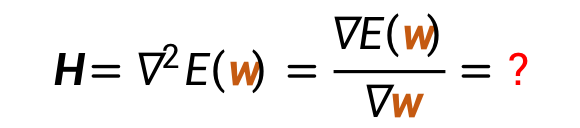 H = ∇²E(w) = ∇E(w) / ∇w = ?